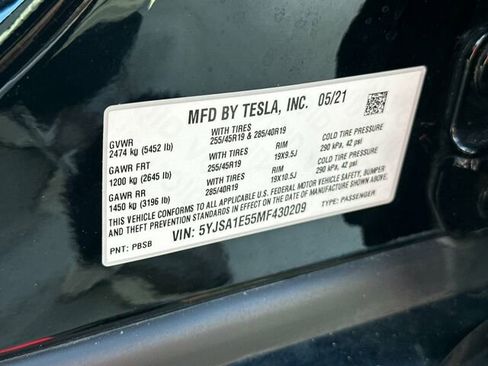 MFD BY TESLA, INC. 05/21
GVWR WITH TIRES COLD TIRE PRESSURE
2474 kg (5452 lb) 255/45R19 & 285/40R19 290 kPa, 42 psi
GAWR FRT WITH TIRES RIM COLD TIRE PRESSURE
1200 kg (2645 lb) 255/45R19 19X9.5J 290 kPa, 42 psi
GAWR RR WITH TIRES RIM
1450 kg (3196 lb) 285/40R19 19X10.5J
THIS VEHICLE CONFORMS TO ALL APPLICABLE U.S. FEDERAL MOTOR VEHICLE SAFETY, BUMPER
AND THEFT PREVENTION STANDARDS IN EFFECT ON THE DATE OF MANUFACTURE SHOWN ABOVE.
VIN: 5YJSA1E55MF430209 TYPE: PASSENGER
PNT: PBSB